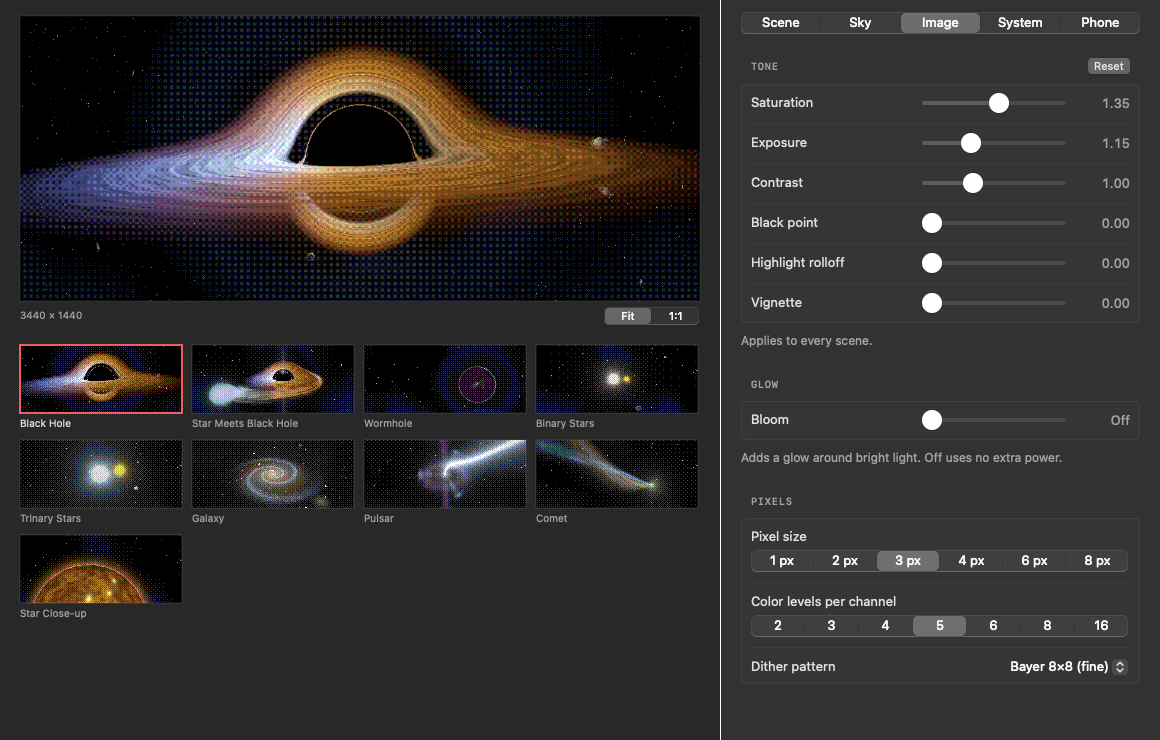 Scene Sky Image System Phone
TONE Reset
Saturation 1.35
Exposure 1.15
Contrast 1.00
Black point 0.00
Highlight rolloff 0.00
Vignette 0.00
3440 × 1440 Fit 1:1
Applies to every scene.
Black Hole Star Meets Black Hole Wormhole Binary Stars
GLOW
Bloom Off
Adds a glow around bright light. Off uses no extra power.
Trinary Stars Galaxy Pulsar Comet
Star Close-up
PIXELS
Pixel size
1 px 2 px 3 px 4 px 6 px 8 px
Color levels per channel
2 3 4 5 6 8 16
Dither pattern Bayer 8×8 (fine)